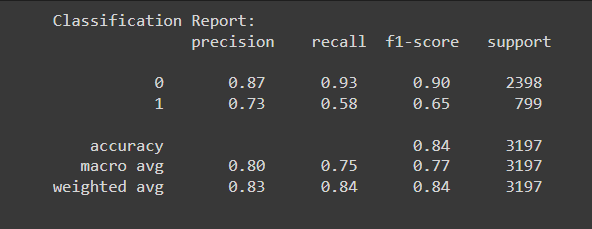 Classification Report:
precision recall f1-score support
0 0.87 0.93 0.90 2398
1 0.73 0.58 0.65 799
accuracy 0.84 3197
macro avg 0.80 0.75 0.77 3197
weighted avg 0.83 0.84 0.84 3197